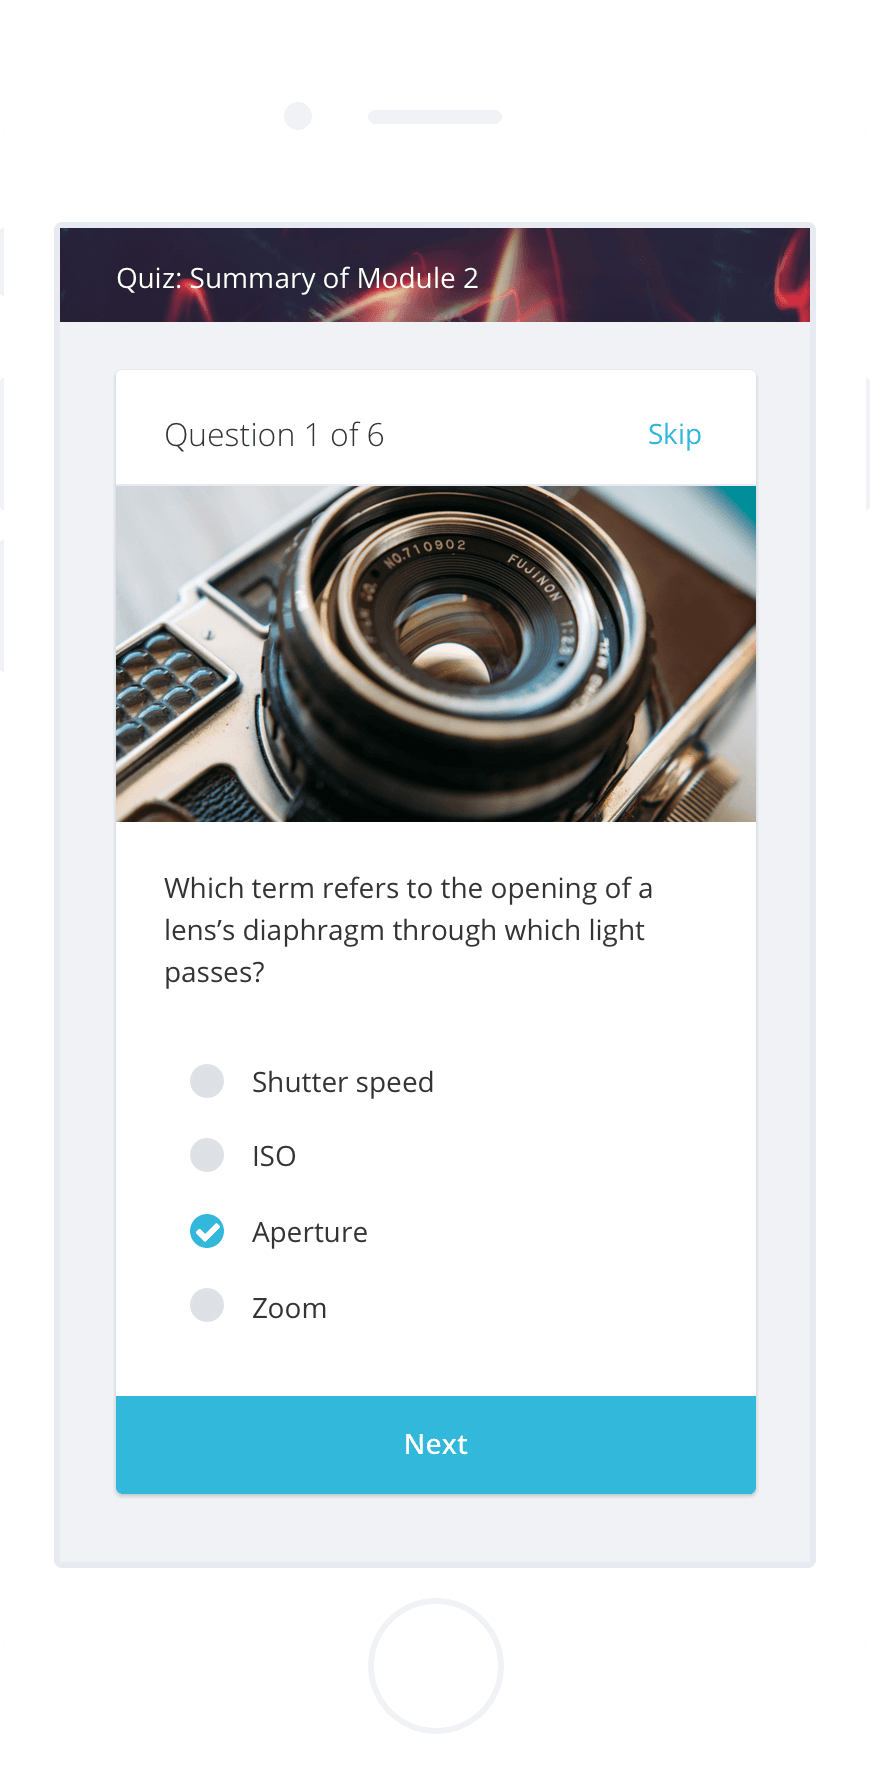 Quiz: Summary of Module 2
Question 1 of 6
Skip
NO.710902
FUJINON
Which term refers to the opening of a
lens’s diaphragm through which light
passes?
Shutter speed
ISO
Aperture
Zoom
Next